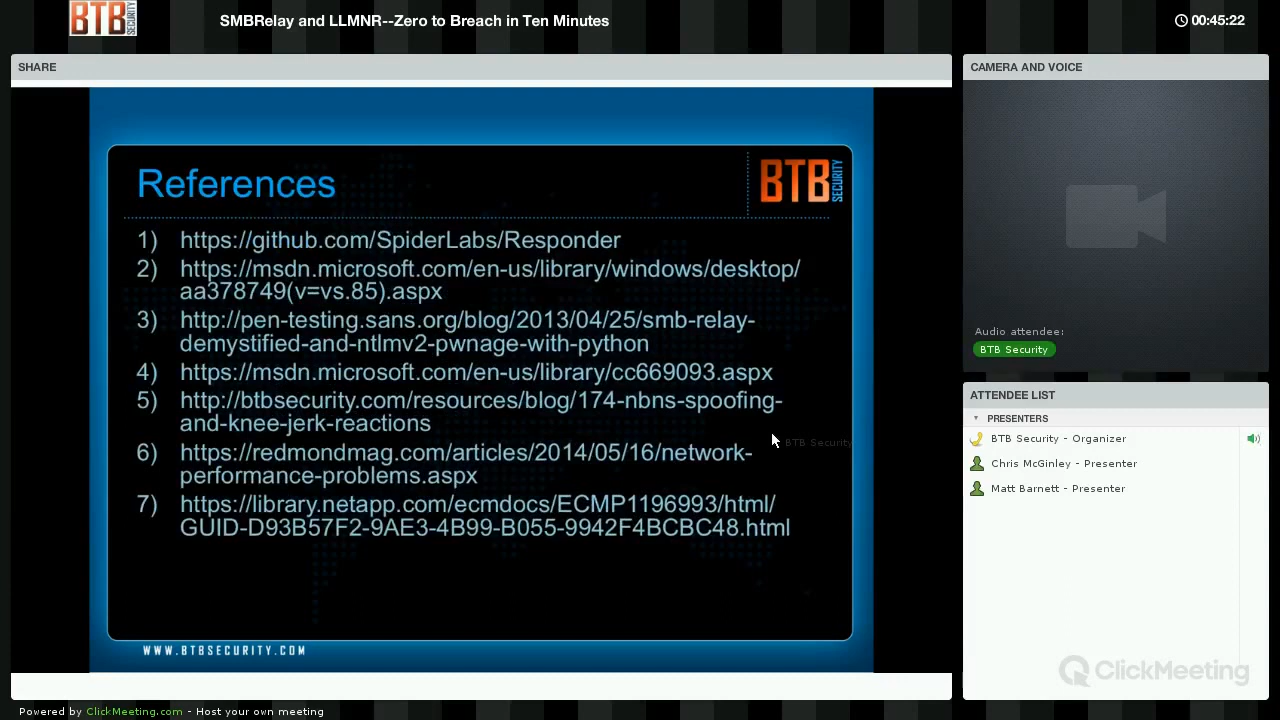 BTB SECURITY
SMBRelay and LLMNR--Zero to Breach in Ten Minutes
00:45:22
SHARE
References
BTB SECURITY
1) https://github.com/SpiderLabs/Responder
2) https://msdn.microsoft.com/en-us/library/windows/desktop/
aa378749(v=vs.85).aspx
3) http://pen-testing.sans.org/blog/2013/04/25/smb-relay-
demystified-and-ntlmv2-pwnage-with-python
4) https://msdn.microsoft.com/en-us/library/cc669093.aspx
5) http://btbsecurity.com/resources/blog/174-nbns-spoofing-
and-knee-jerk-reactions
BTB Security
6) https://redmondmag.com/articles/2014/05/16/network-
performance-problems.aspx
7) https://library.netapp.com/ecmdocs/ECMP1196993/html/
GUID-D93B57F2-9AE3-4B99-B055-9942F4BCBC48.html
WWW.BTBSECURITY.COM
CAMERA AND VOICE
Audio attendee:
BTB Security
ATTENDEE LIST
PRESENTERS
BTB Security - Organizer
Chris McGinley - Presenter
Matt Barnett - Presenter
ClickMeeting
Powered by ClickMeeting.com - Host your own meeting